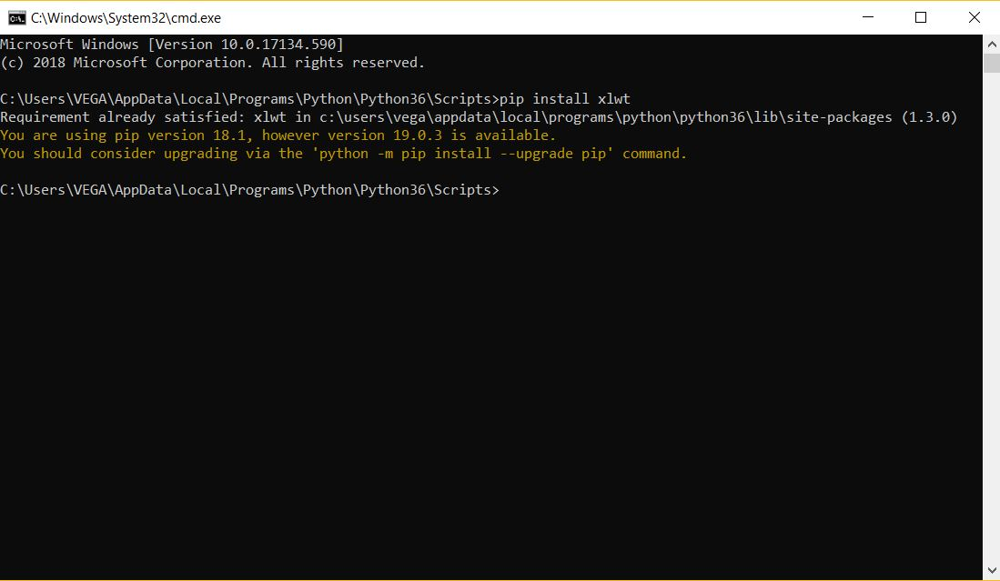 C:\Windows\System32\cmd.exe
Microsoft Windows [Version 10.0.17134.590]
(c) 2018 Microsoft Corporation. All rights reserved.
C:\Users\VEGA\AppData\Local\Programs\Python\Python36\Scripts>pip install xlwt
Requirement already satisfied: xlwt in c:\users\vega\appdata\local\programs\python\python36\lib\site-packages (1.3.0)
You are using pip version 18.1, however version 19.0.3 is available.
You should consider upgrading via the 'python -m pip install --upgrade pip' command.
C:\Users\VEGA\AppData\Local\Programs\Python\Python36\Scripts>